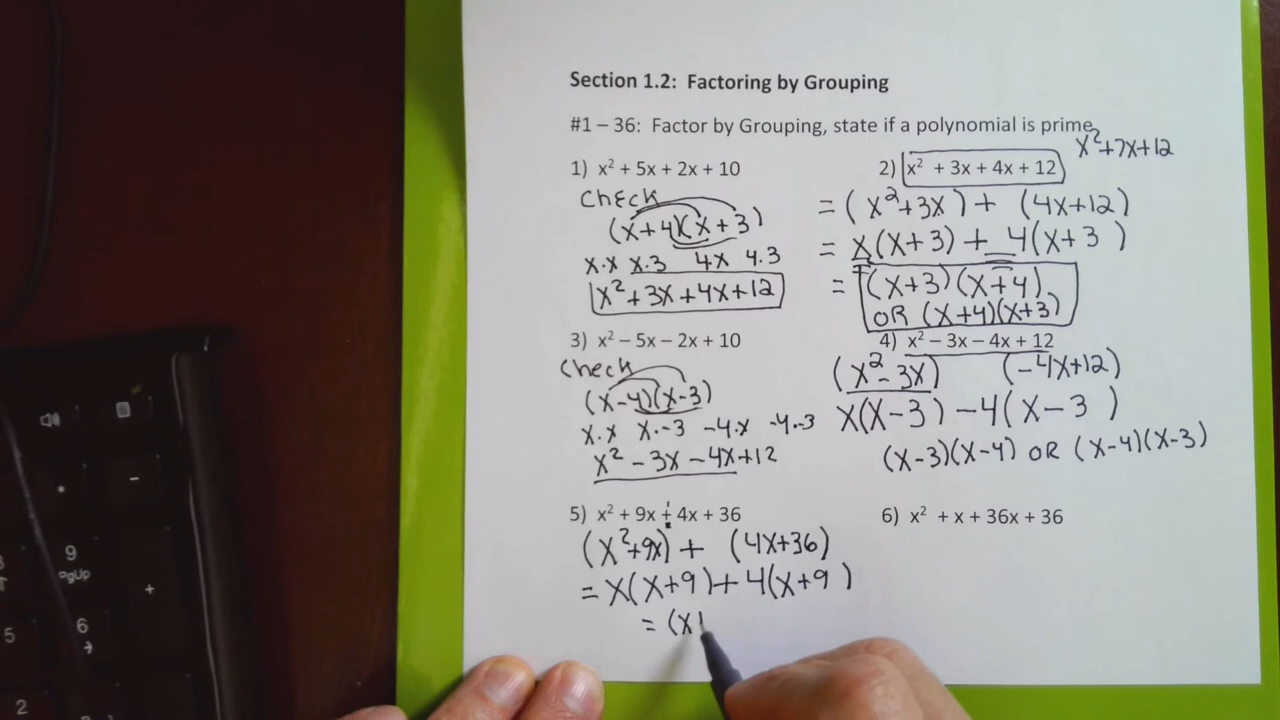 Section 1.2: Factoring by Grouping
#1 – 36: Factor by Grouping, state if a polynomial is prime.
x²+7x+12
1) x² + 5x + 2x + 10
Check
(x+4)(x+3)
x·x x·3 4x 4·3
x²+3x+4x+12
2) x² + 3x + 4x + 12
= (x²+3x) + (4x+12)
= x(x+3) + 4(x+3)
= (x+3)(x+4)
OR (x+4)(x+3)
3) x² – 5x – 2x + 10
Check
(x-4)(x-3)
x·x x·-3 -4·x -4·-3
x² - 3x - 4x+12
4) x² – 3x – 4x + 12
(x²-3x) (-4x+12)
x(x-3) -4(x-3)
(x-3)(x-4) OR (x-4)(x-3)
5) x² + 9x + 4x + 36
(x²+9x) + (4x+36)
= x(x+9)+ 4(x+9)
= (x
6) x² + x + 36x + 36
9
PgUp
-
+
5
6
2